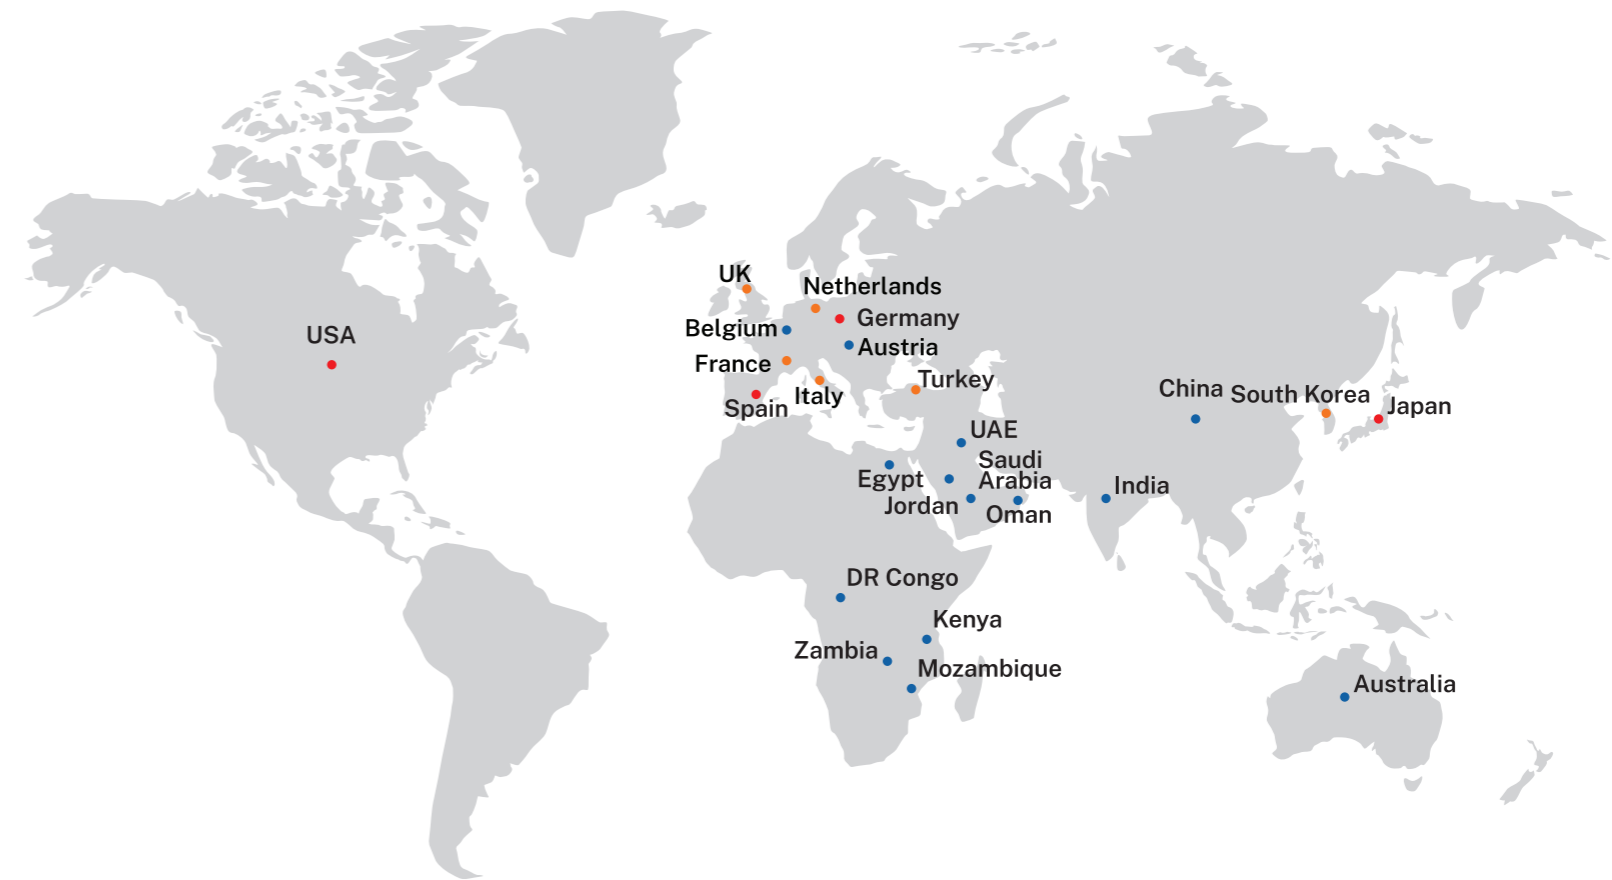 UK
Netherlands
Germany
Belgium
USA
Austria
France
Turkey
Italy
Spain
China
South Korea
Japan
UAE
Saudi
Arabia
Egypt
Jordan
Oman
India
DR Congo
Kenya
Zambia
Mozambique
Australia